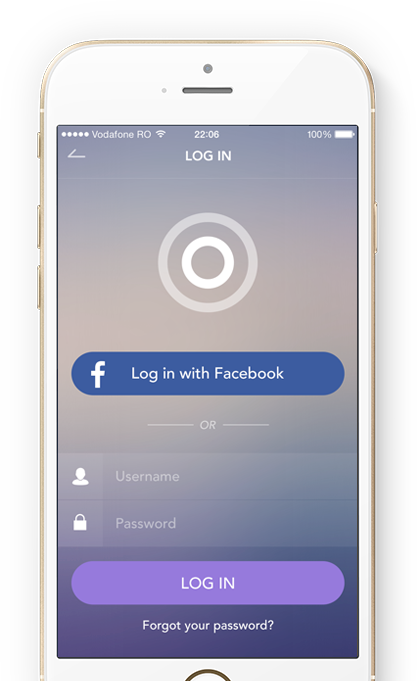 Vodafone RO 22:06 100%
LOG IN
f Log in with Facebook
OR
Username
Password
LOG IN
Forgot your password?